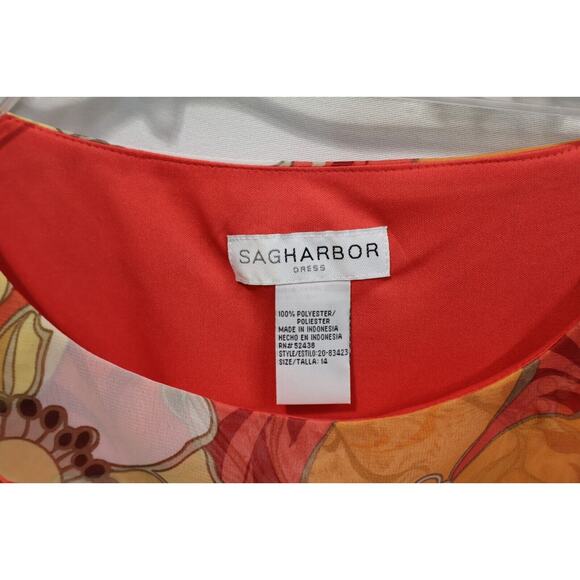 SAGHARBOR
DRESS
100% POLYESTER/
POLIESTER
MADE IN INDONESIA
HECHO EN INDONESIA
RN# 52438
STYLE/ESTILO:20-83423
SIZE/TALLA: 14